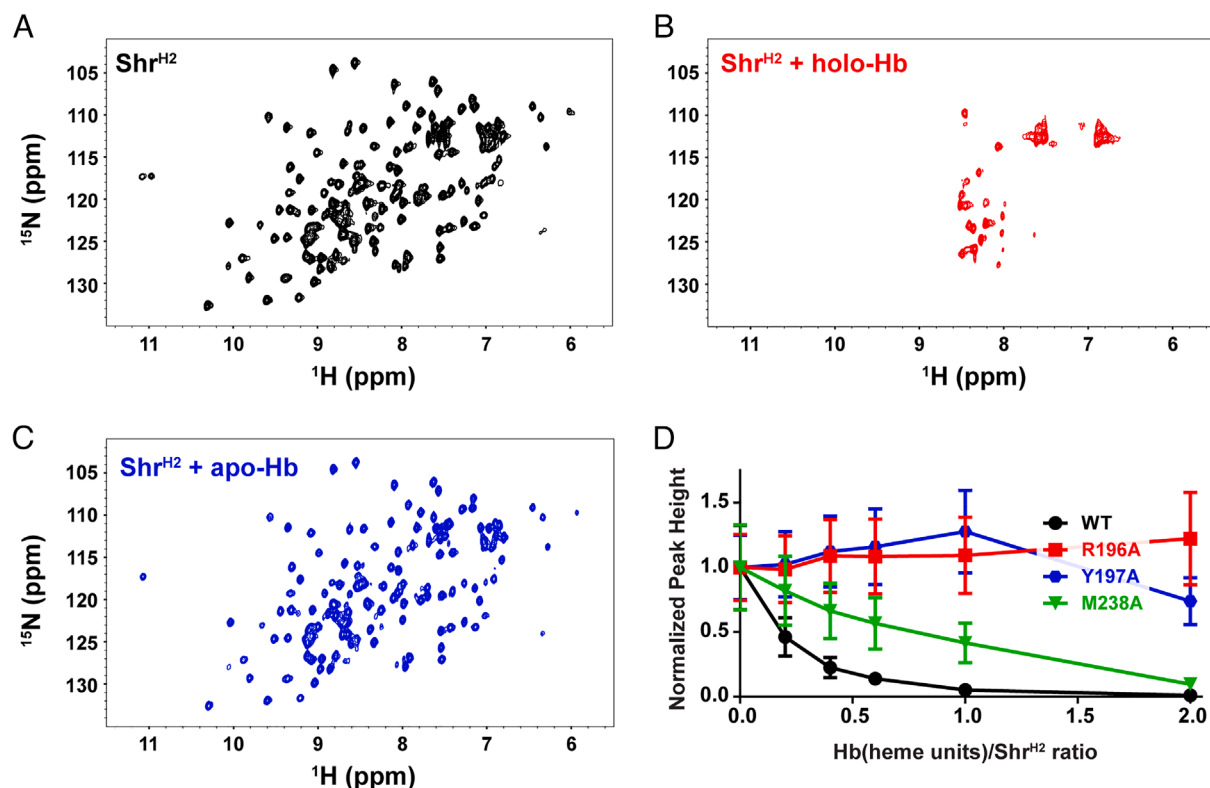 A
Shr^H2
105
110
115
120
125
130
¹⁵N (ppm)
11 10 9 8 7 6
¹H (ppm)
B
Shr^H2 + holo-Hb
105
110
115
120
125
130
11 10 9 8 7 6
¹H (ppm)
C
Shr^H2 + apo-Hb
105
110
115
120
125
130
¹⁵N (ppm)
11 10 9 8 7 6
¹H (ppm)
D
Normalized Peak Height
1.5
1.0
0.5
0.0
WT
R196A
Y197A
M238A
0.0 0.5 1.0 1.5 2.0
Hb(heme units)/Shr^H2 ratio